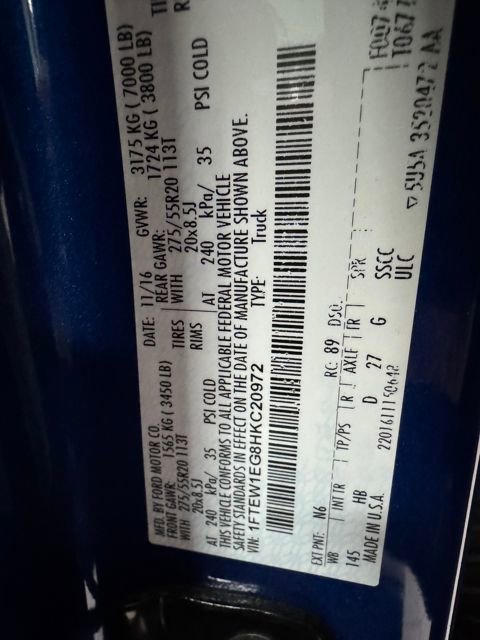 MFD. BY FORD MOTOR CO.
DATE: 11/16 GVWR: 3175 KG ( 7000 LB)
FRONT GAWR: 1565 KG ( 3450 LB) REAR GAWR: 1724 KG ( 3800 LB)
WITH 275/55R20 113T TIRES WITH 275/55R20 113T
20x8.5J RIMS 20x8.5J
AT 240 kPa/ 35 PSI COLD AT 240 kPa/ 35 PSI COLD
THIS VEHICLE CONFORMS TO ALL APPLICABLE FEDERAL MOTOR VEHICLE
SAFETY STANDARDS IN EFFECT ON THE DATE OF MANUFACTURE SHOWN ABOVE.
VIN: 1FTEW1EG8HKC20972 TYPE: Truck
EXT PNT: N6 RC: 89 DSO:
WB INT TR TP/PS R AXLE TR SPR
145 HB D 27 G SSCC
MADE IN U.S.A. ULC
5U5A 3520472 AA